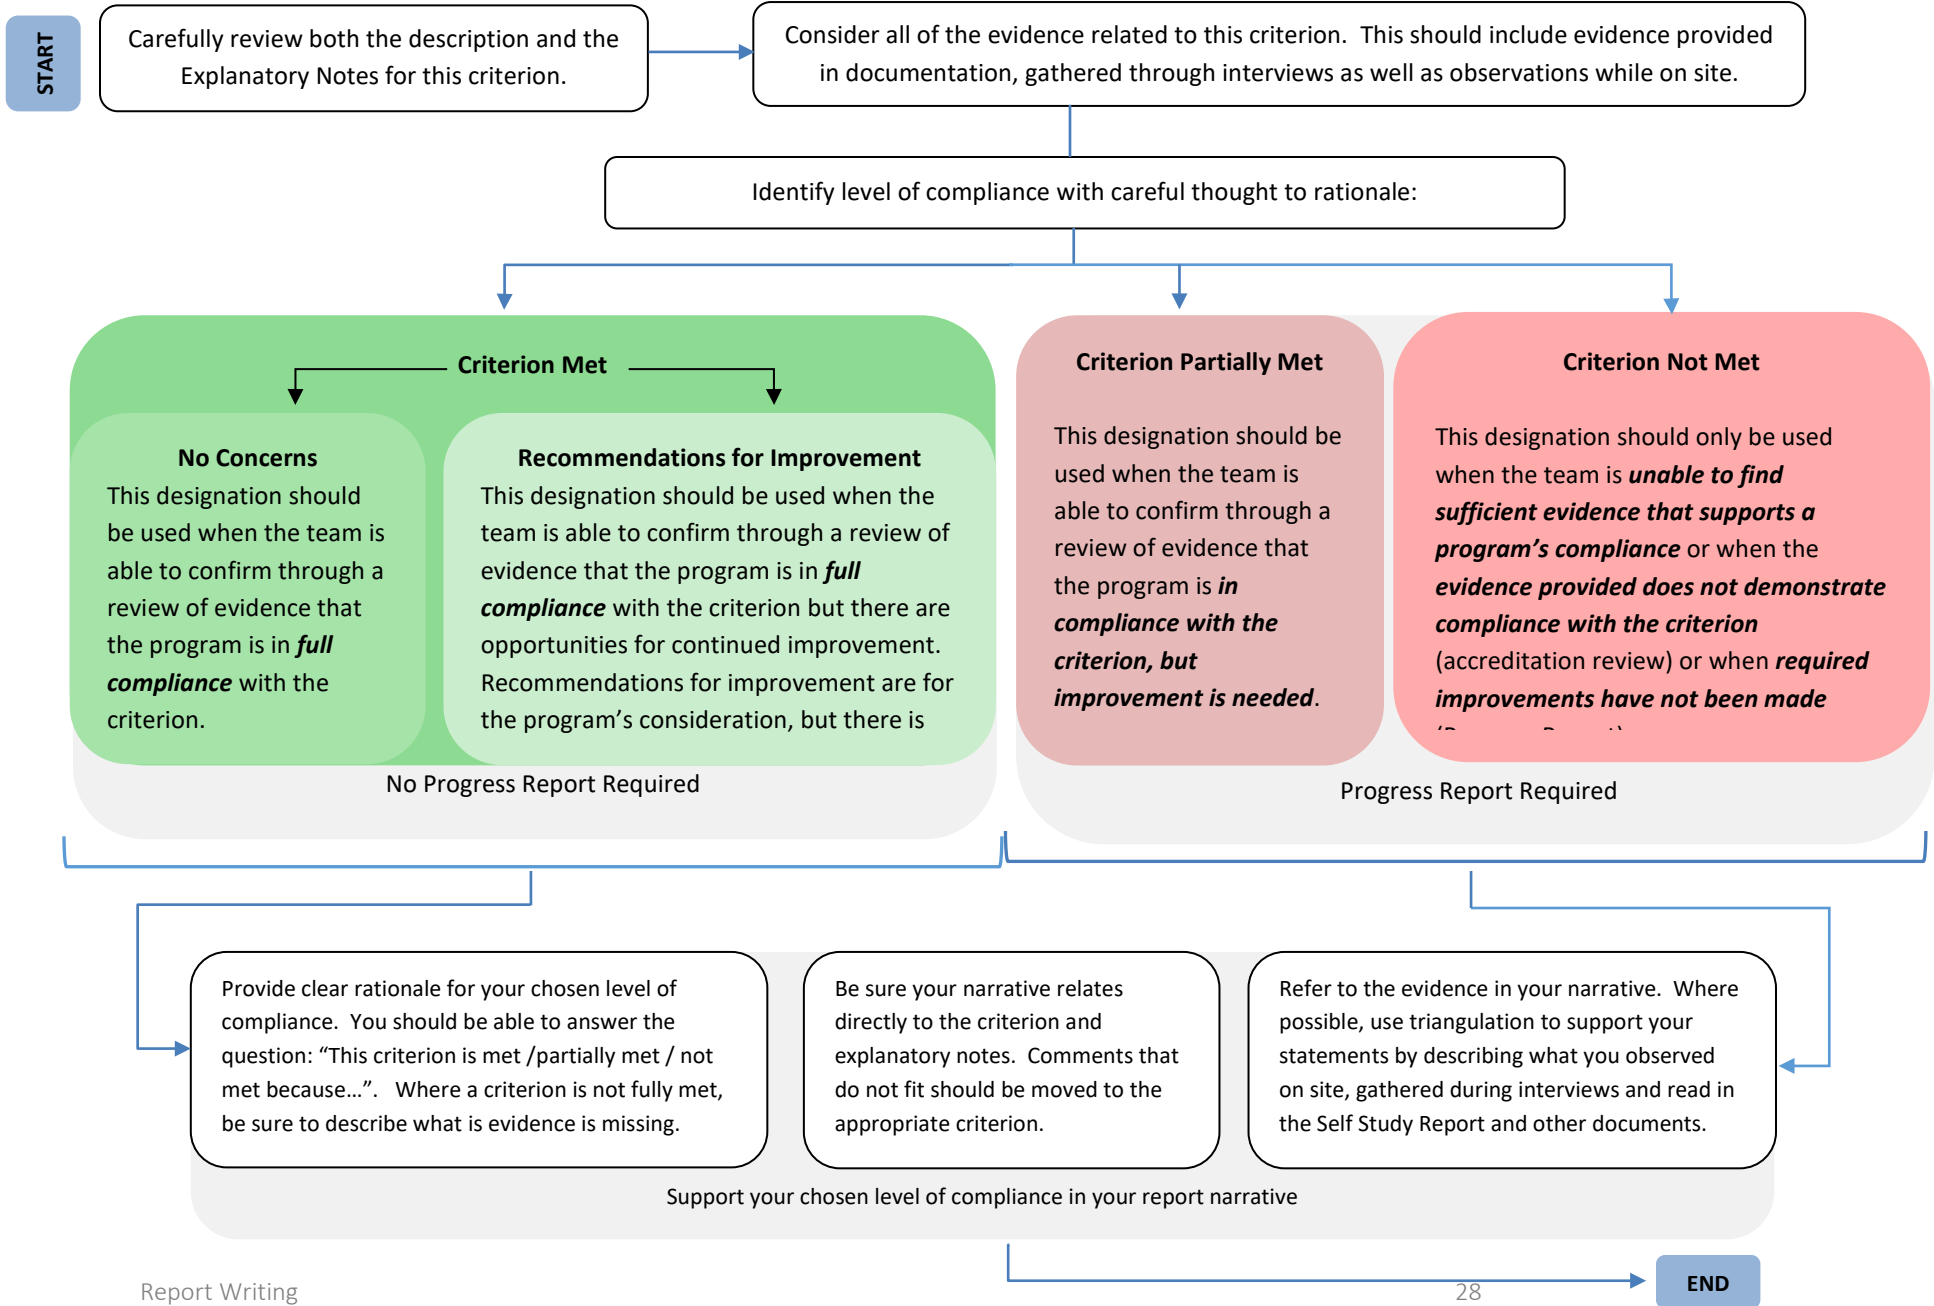 START
Carefully review both the description and the
Explanatory Notes for this criterion.
Consider all of the evidence related to this criterion.  This should include evidence provided
in documentation, gathered through interviews as well as observations while on site.
Identify level of compliance with careful thought to rationale:
Criterion Met
No Concerns
This designation should
be used when the team is
able to confirm through a
review of evidence that
the program is in full
compliance with the
criterion.
Recommendations for Improvement
This designation should be used when the
team is able to confirm through a review of
evidence that the program is in full
compliance with the criterion but there are
opportunities for continued improvement.
Recommendations for improvement are for
the program’s consideration, but there is
No Progress Report Required
Criterion Partially Met
This designation should be
used when the team is
able to confirm through a
review of evidence that
the program is in
compliance with the
criterion, but
improvement is needed.
Criterion Not Met
This designation should only be used
when the team is unable to find
sufficient evidence that supports a
program’s compliance or when the
evidence provided does not demonstrate
compliance with the criterion
(accreditation review) or when required
improvements have not been made
Progress Report Required
Provide clear rationale for your chosen level of
compliance.  You should be able to answer the
question: “This criterion is met /partially met / not
met because…”.   Where a criterion is not fully met,
be sure to describe what is evidence is missing.
Be sure your narrative relates
directly to the criterion and
explanatory notes.  Comments that
do not fit should be moved to the
appropriate criterion.
Refer to the evidence in your narrative.  Where
possible, use triangulation to support your
statements by describing what you observed
on site, gathered during interviews and read in
the Self Study Report and other documents.
Support your chosen level of compliance in your report narrative
END
Report Writing
28